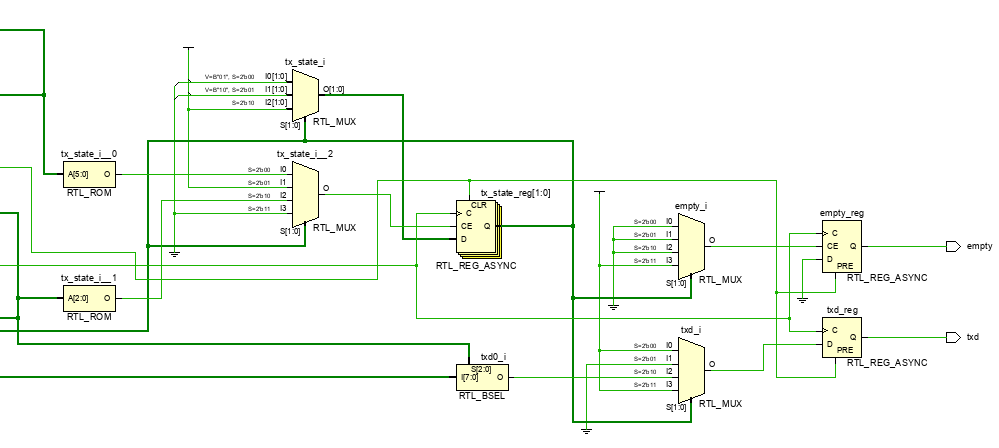 tx_state_i
V=B"01", S=2'b00 I0[1:0]
V=B"10", S=2'b01 I1[1:0] O[1:0]
S=2'b10 I2[1:0]
S[1:0] RTL_MUX
tx_state_i__0
A[5:0] O
RTL_ROM
tx_state_i__2
S=2'b00 I0
S=2'b01 I1 O
S=2'b10 I2
S=2'b11 I3
S[1:0] RTL_MUX
tx_state_reg[1:0]
CLR
C
CE Q
D
RTL_REG_ASYNC
empty_i
S=2'b00 I0
S=2'b01 I1
S=2'b10 I2 O
S=2'b11 I3
S[1:0] RTL_MUX
empty_reg
C
CE Q
D
PRE
RTL_REG_ASYNC
empty
tx_state_i__1
A[2:0] O
RTL_ROM
txd_i
S=2'b00 I0
S=2'b01 I1
S=2'b10 I2 O
S=2'b11 I3
S[1:0] RTL_MUX
txd_reg
C
D Q
PRE
RTL_REG_ASYNC
txd
txd0_i
S[2:0]
I[7:0] O
RTL_BSEL